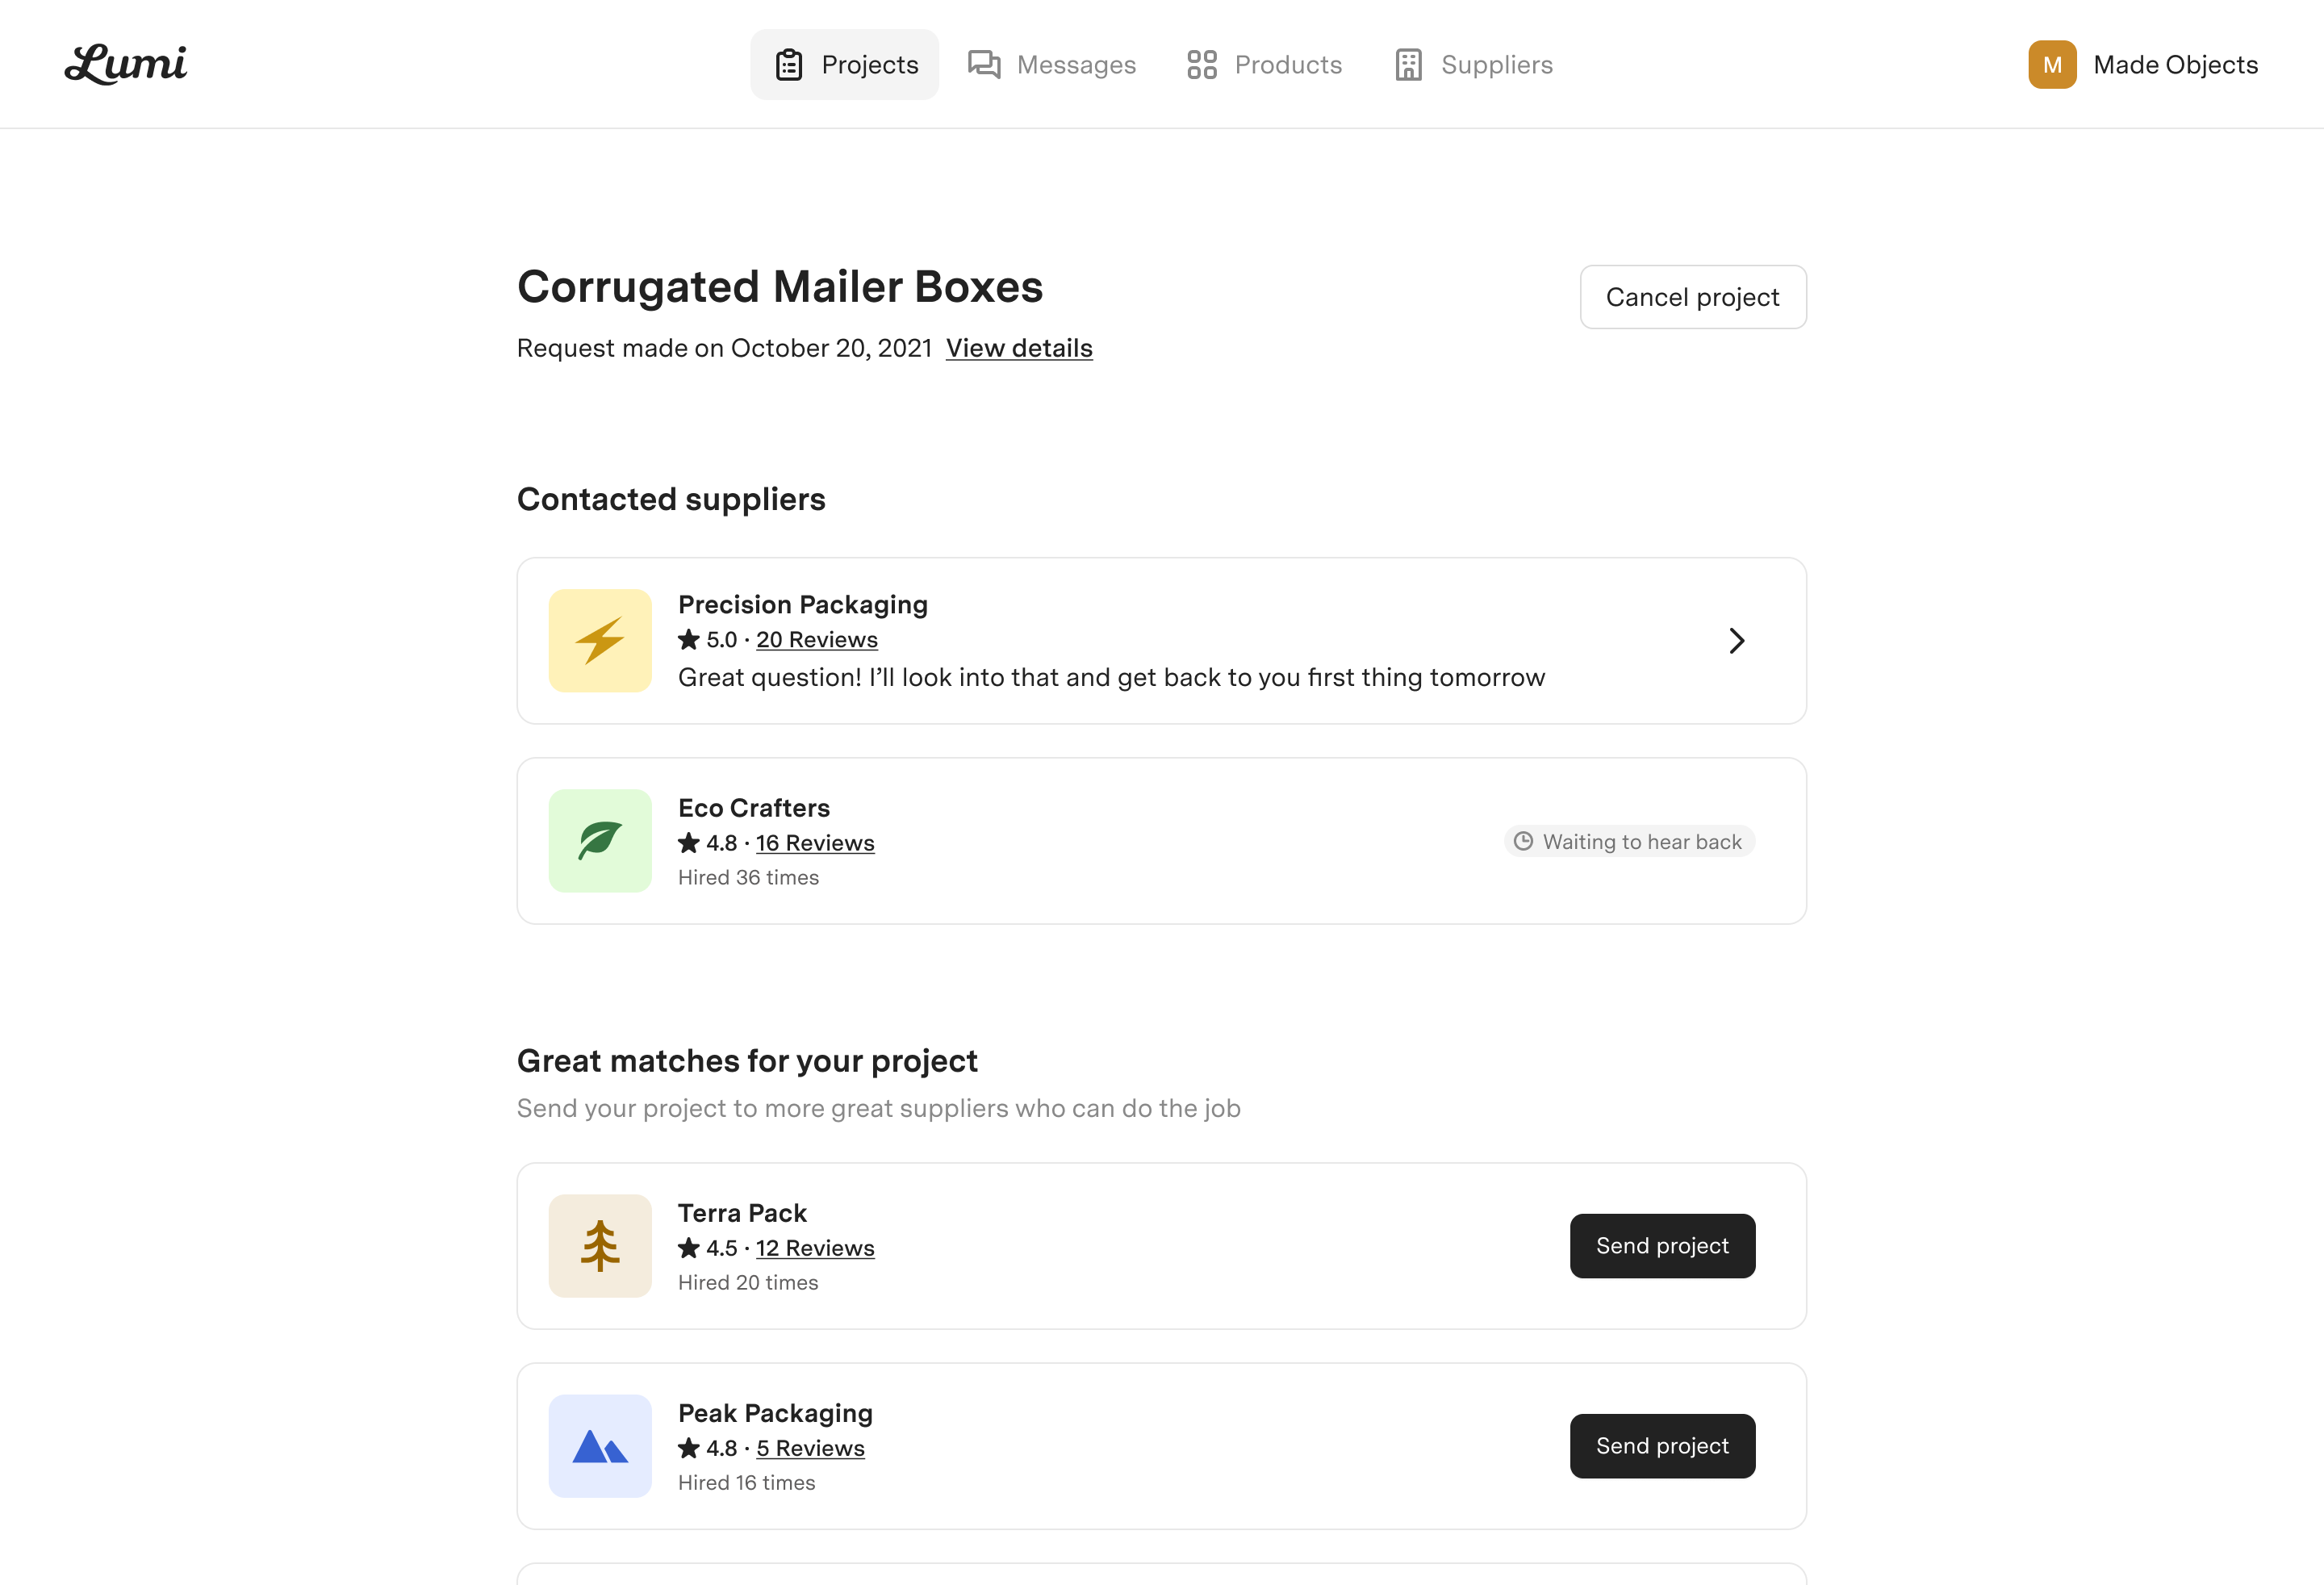 Lumi
Projects
Messages
Products
Suppliers
M
Made Objects
Corrugated Mailer Boxes
Cancel project
Request made on October 20, 2021 View details
Contacted suppliers
Precision Packaging
5.0 · 20 Reviews
Great question! I’ll look into that and get back to you first thing tomorrow
Eco Crafters
4.8 · 16 Reviews
Hired 36 times
Waiting to hear back
Great matches for your project
Send your project to more great suppliers who can do the job
Terra Pack
4.5 · 12 Reviews
Hired 20 times
Send project
Peak Packaging
4.8 · 5 Reviews
Hired 16 times
Send project